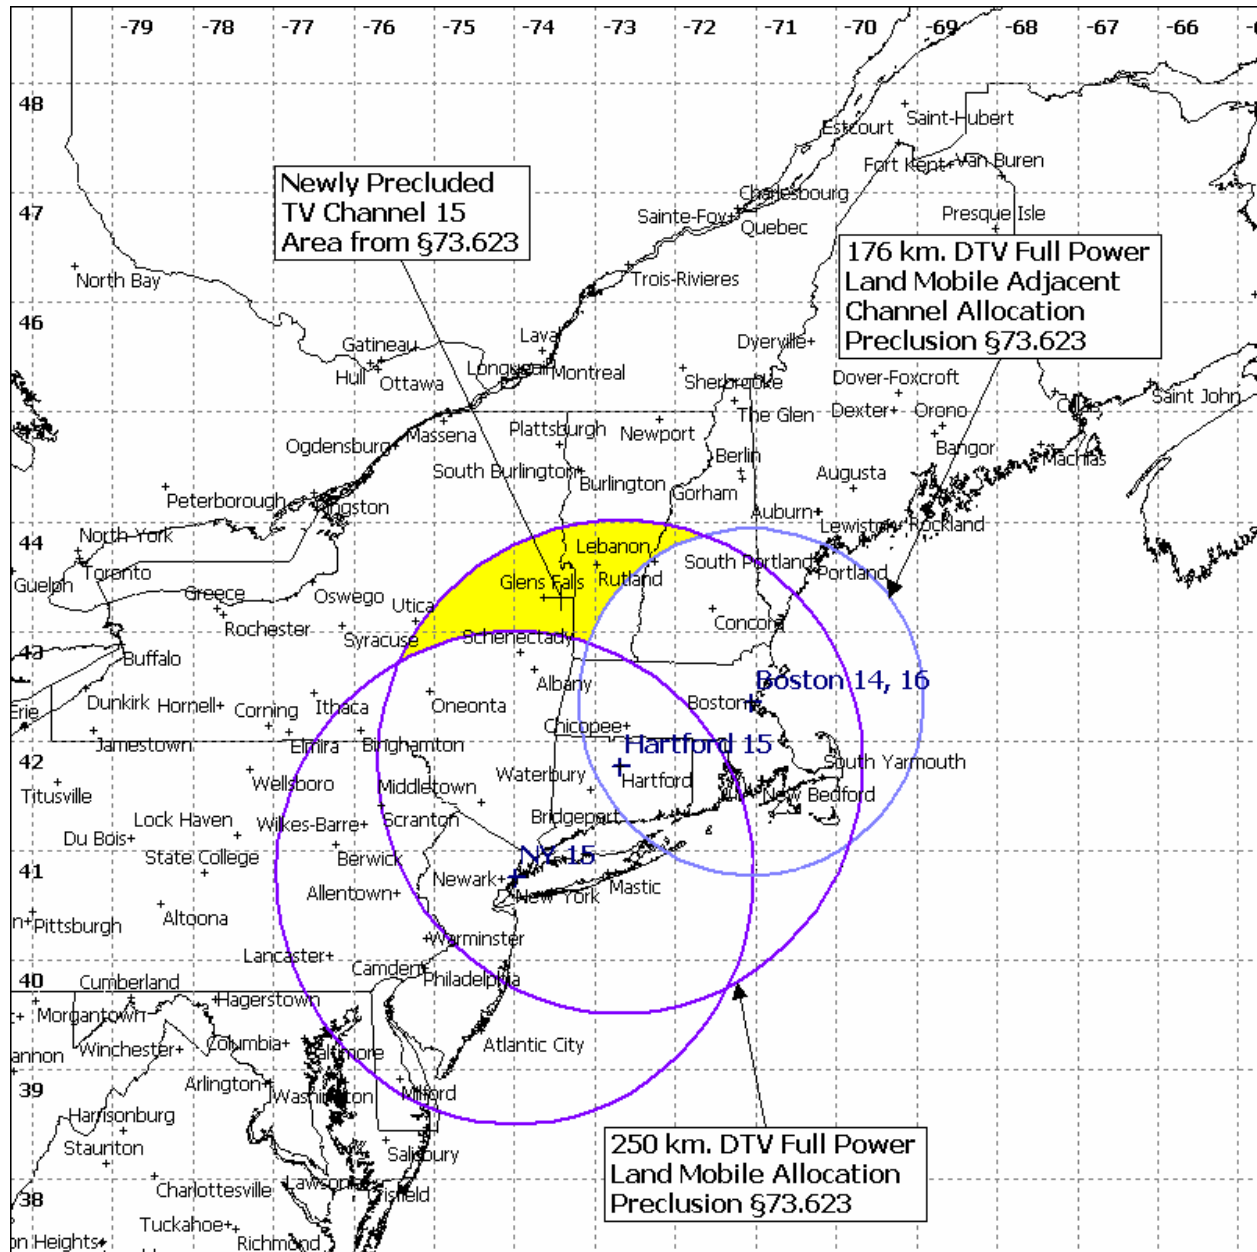 -79 -78 -77 -76 -75 -74 -73 -72 -71 -70 -69 -68 -67 -66
48
Saint-Hubert
Estcourt
Fort Kent
Van Buren
Newly Precluded
TV Channel 15
Area from §73.623
47
Charlesbourg
Sainte-Foy
Quebec
Presque Isle
176 km. DTV Full Power
Land Mobile Adjacent
Channel Allocation
Preclusion §73.623
North Bay
Trois-Rivieres
46
Gatineau
Laval
Dyerville
Hull
Ottawa
Longueuil
Montreal
Sherbrooke
Dover-Foxcroft
Saint John
The Glen
Dexter
Orono
Ogdensburg
Massena
Plattsburgh
Newport
Bangor
Machias
South Burlington
Burlington
Berlin
Augusta
Peterborough
Kingston
Gorham
Auburn
44
North York
Lewiston
Rockland
Toronto
Lebanon
South Portland
Portland
Guelph
Greece
Oswego
Glens Falls
Rutland
Rochester
Utica
Concord
43
Syracuse
Schenectady
Buffalo
Albany
Boston 14, 16
Erie
Dunkirk
Hornell
Corning
Ithaca
Oneonta
Boston
Chicopee
Jamestown
Elmira
Binghamton
Hartford 15
42
South Yarmouth
Titusville
Wellsboro
Middletown
Waterbury
Hartford
New Bedford
Lock Haven
Wilkes-Barre
Scranton
Bridgeport
Du Bois
State College
Berwick
NY 15
41
Allentown
Newark
New York
Mastic
Pittsburgh
Altoona
Warminster
Lancaster
Camden
Philadelphia
40
Cumberland
Hagerstown
Morgantown
Winchester
Columbia
Baltimore
Atlantic City
39
Arlington
Washington
Milford
Harrisonburg
Staunton
Salisbury
250 km. DTV Full Power
Land Mobile Allocation
Preclusion §73.623
38
Charlottesville
Tuckahoe
Richmond